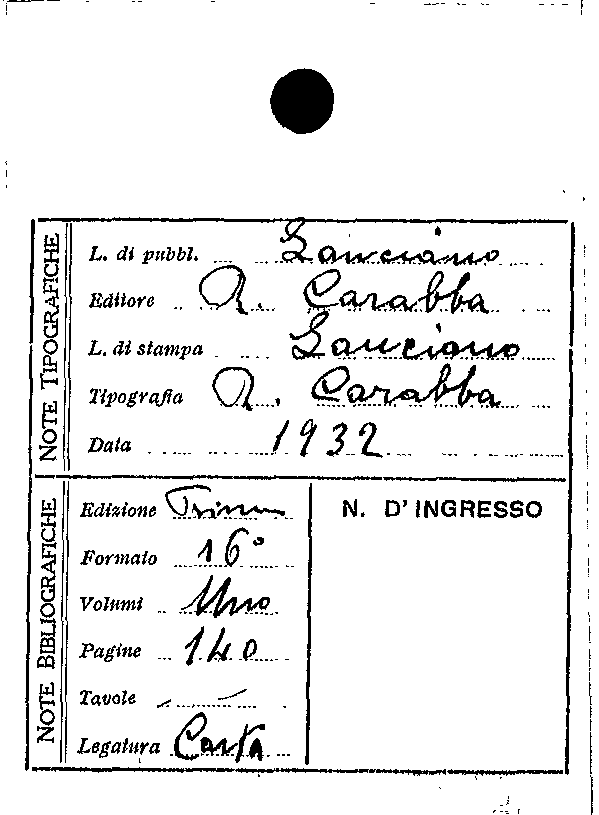 NOTE TIPOGRAFICHE
L. di pubbl. Lanciano
Editore R. Carabba
L. di stampa Lanciano
Tipografia R. Carabba
Data 1932
NOTE BIBLIOGRAFICHE
Edizione Prima
Formato 16°
Volumi Uno
Pagine 140
Tavole —
Legatura Carta
N. D'INGRESSO